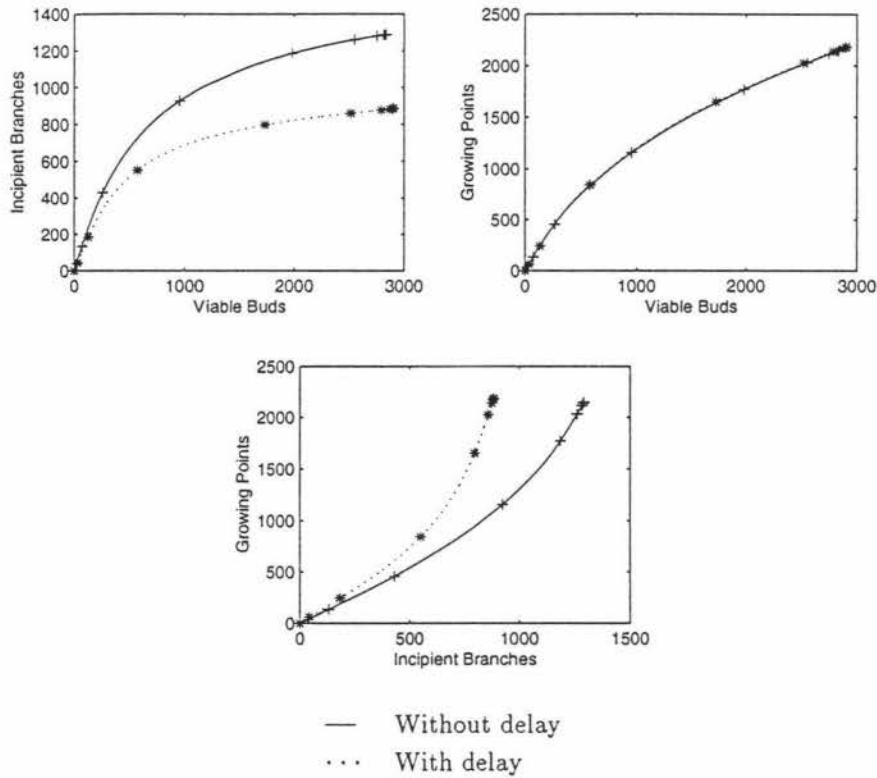 1400
1200
1000
800
600
400
200
0
Incipient Branches
0 1000 2000 3000
Viable Buds
2500
2000
1500
1000
500
0
Growing Points
0 1000 2000 3000
Viable Buds
2500
2000
1500
1000
500
0
Growing Points
0 500 1000 1500
Incipient Branches
Without delay
With delay